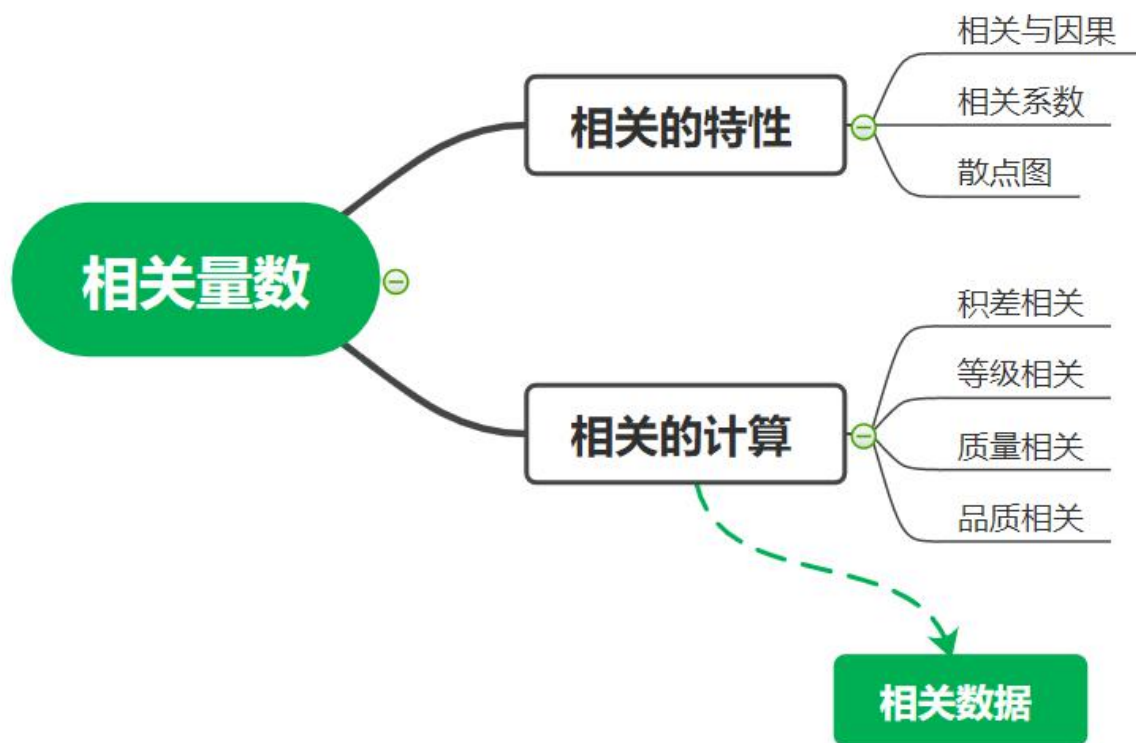 相关量数
相关的特性
相关与因果
相关系数
散点图
相关的计算
积差相关
等级相关
质量相关
品质相关
相关数据